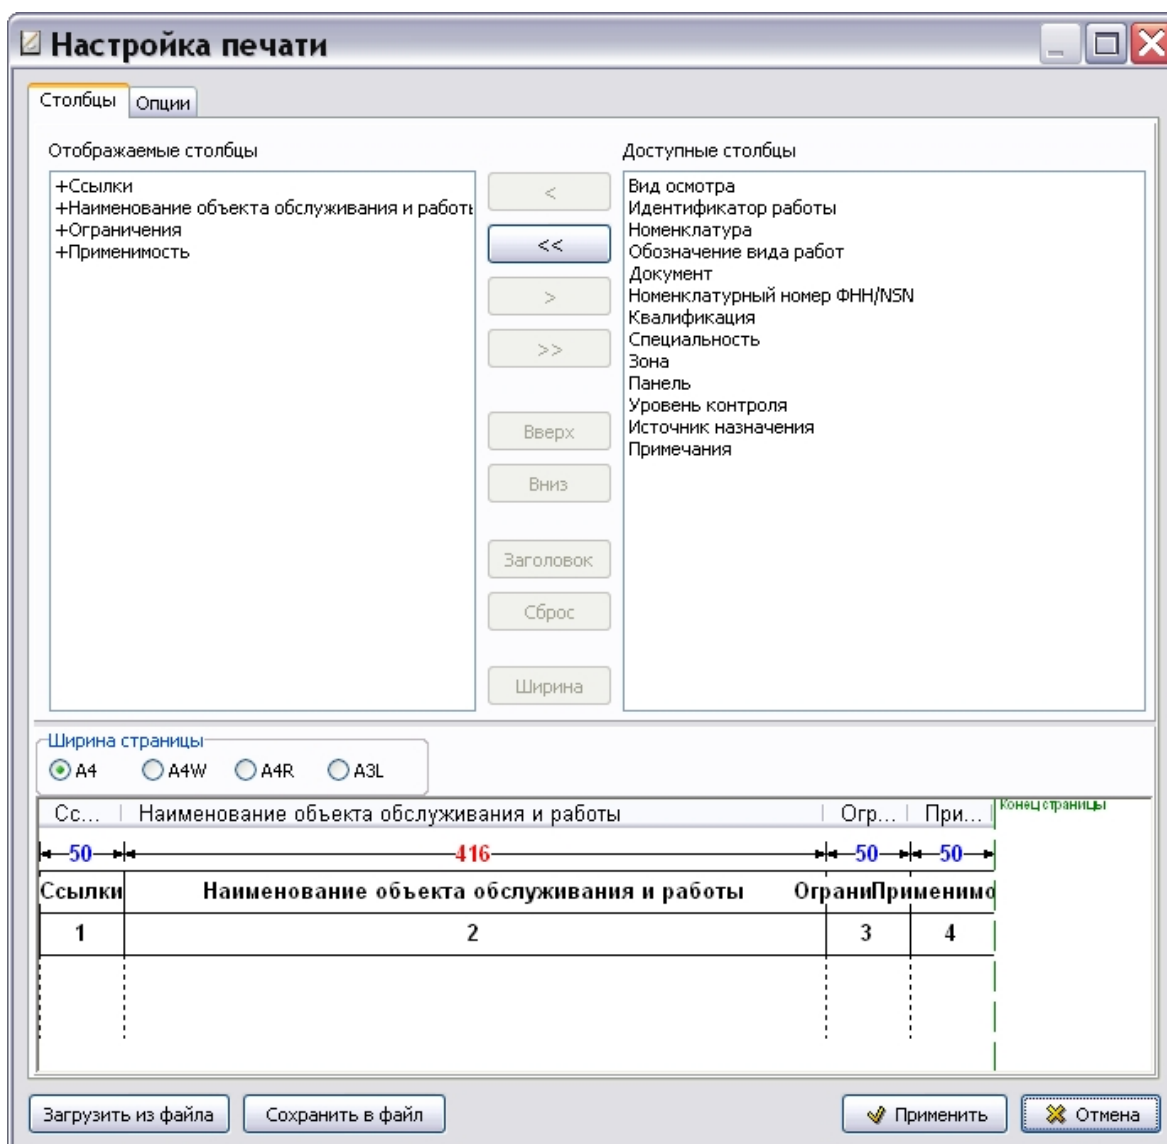 Настройка печати
Столбцы
Опции
Отображаемые столбцы
+Ссылки
+Наименование объекта обслуживания и работы
+Ограничения
+Применимость
<
<<
>
>>
Вверх
Вниз
Заголовок
Сброс
Ширина
Доступные столбцы
Вид осмотра
Идентификатор работы
Номенклатура
Обозначение вида работ
Документ
Номенклатурный номер ФНН/NSN
Квалификация
Специальность
Зона
Панель
Уровень контроля
Источник назначения
Примечания
Ширина страницы
A4 A4W A4R A3L
Сс... Наименование объекта обслуживания и работы Огр... При... Конец страницы
50 416 50 50
Ссылки Наименование объекта обслуживания и работы Ограни Применимо
1 2 3 4
Загрузить из файла Сохранить в файл Применить Отмена